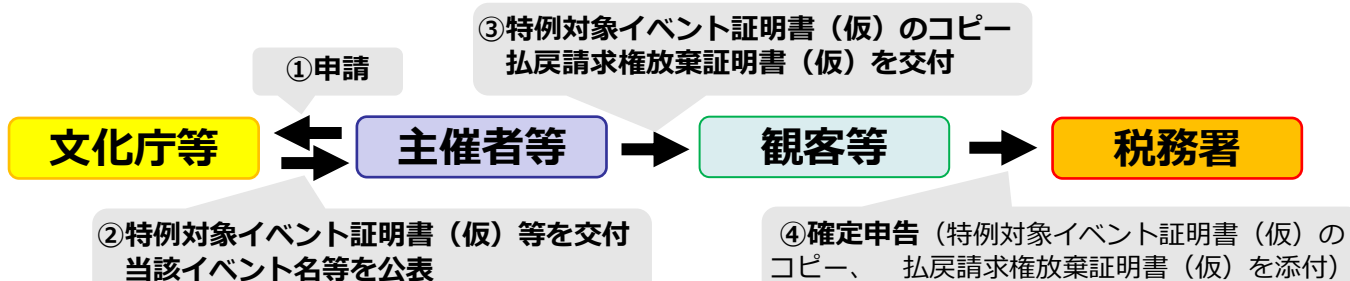 ①申請
③特例対象イベント証明書（仮）のコピー
払戻請求権放棄証明書（仮）を交付
文化庁等
主催者等
観客等
税務署
②特例対象イベント証明書（仮）等を交付
当該イベント名等を公表
④確定申告（特例対象イベント証明書（仮）の
コピー、　払戻請求権放棄証明書（仮）を添付）